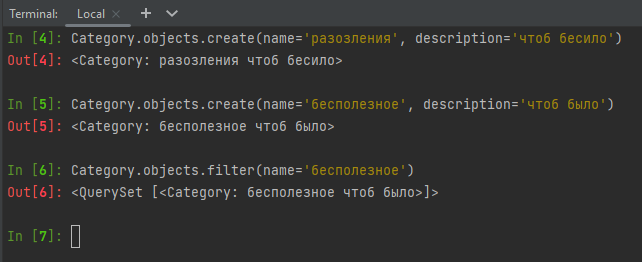 Terminal: Local × + ∨
In [4]: Category.objects.create(name='разозления', description='чтоб бесило')
Out[4]: <Category: разозления чтоб бесило>
In [5]: Category.objects.create(name='бесполезное', description='чтоб было')
Out[5]: <Category: бесполезное чтоб было>
In [6]: Category.objects.filter(name='бесполезное')
Out[6]: <QuerySet [<Category: бесполезное чтоб было>]>
In [7]: